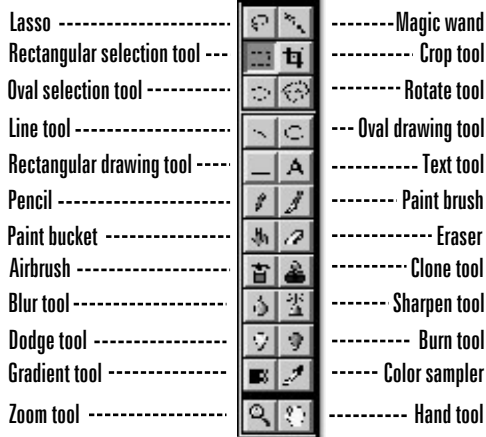 Lasso Magic wand
Rectangular selection tool Crop tool
Oval selection tool Rotate tool
Line tool Oval drawing tool
Rectangular drawing tool A Text tool
Pencil Paint brush
Paint bucket Eraser
Airbrush Clone tool
Blur tool Sharpen tool
Dodge tool Burn tool
Gradient tool Color sampler
Zoom tool Hand tool